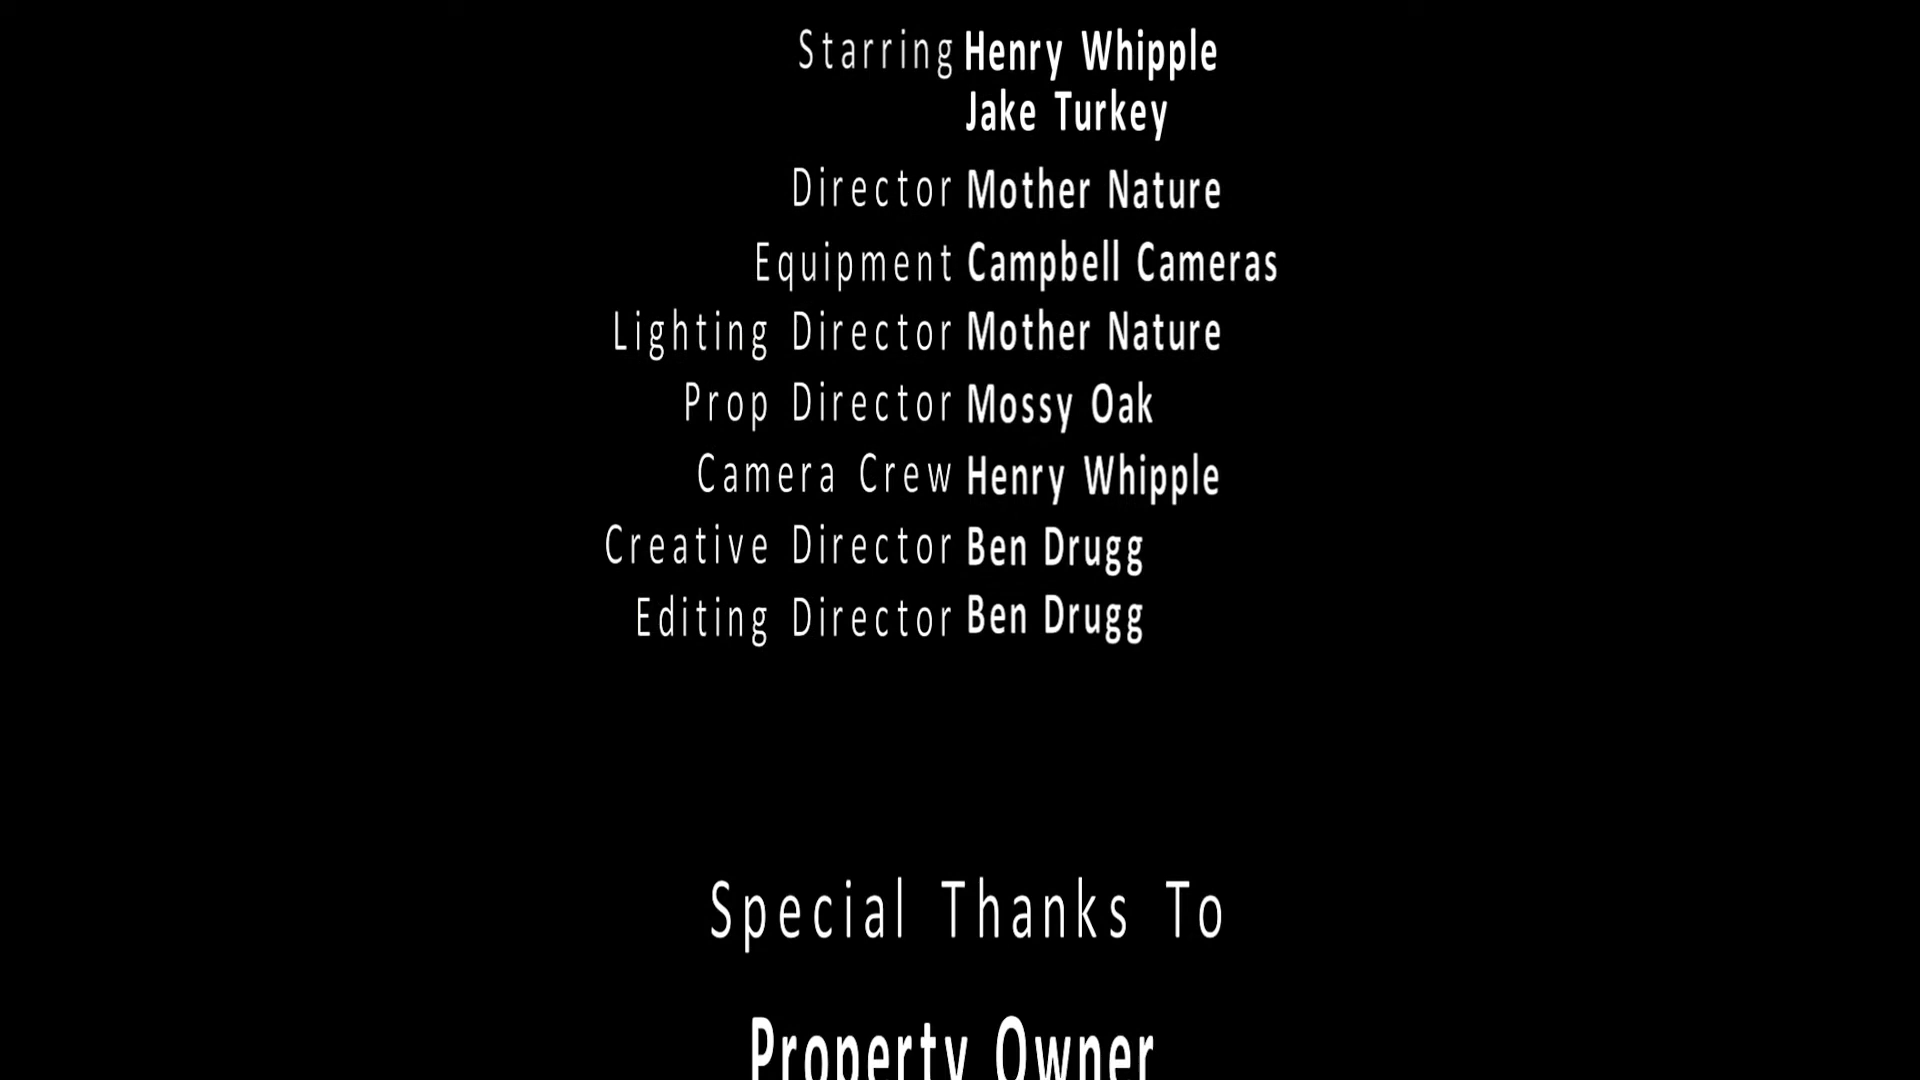 Starring Henry Whipple
Jake Turkey
Director Mother Nature
Equipment Campbell Cameras
Lighting Director Mother Nature
Prop Director Mossy Oak
Camera Crew Henry Whipple
Creative Director Ben Drugg
Editing Director Ben Drugg
Special Thanks To
Property Owner